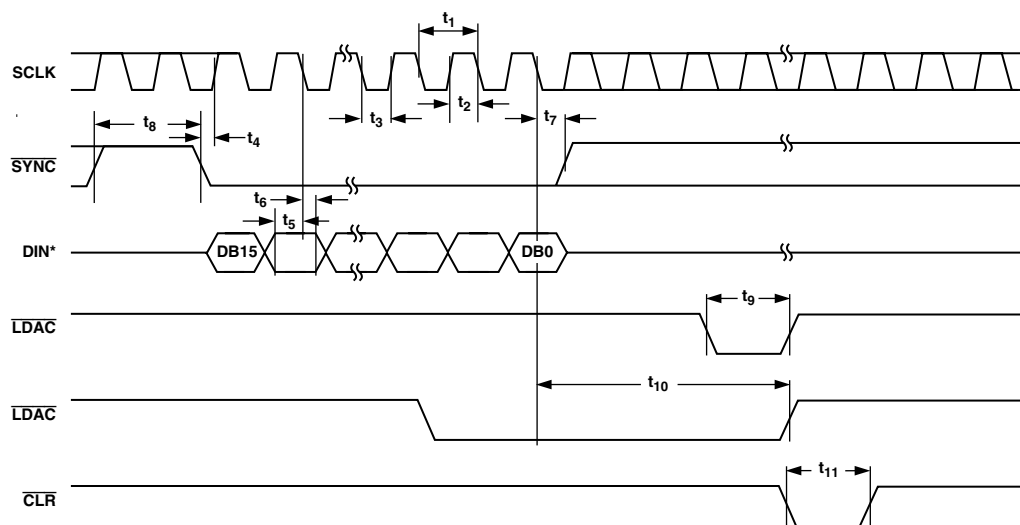 t1
SCLK
t2
t3
t7
t8
t4
SYNC
t6
t5
DIN*
DB15
DB0
t9
LDAC
t10
LDAC
t11
CLR